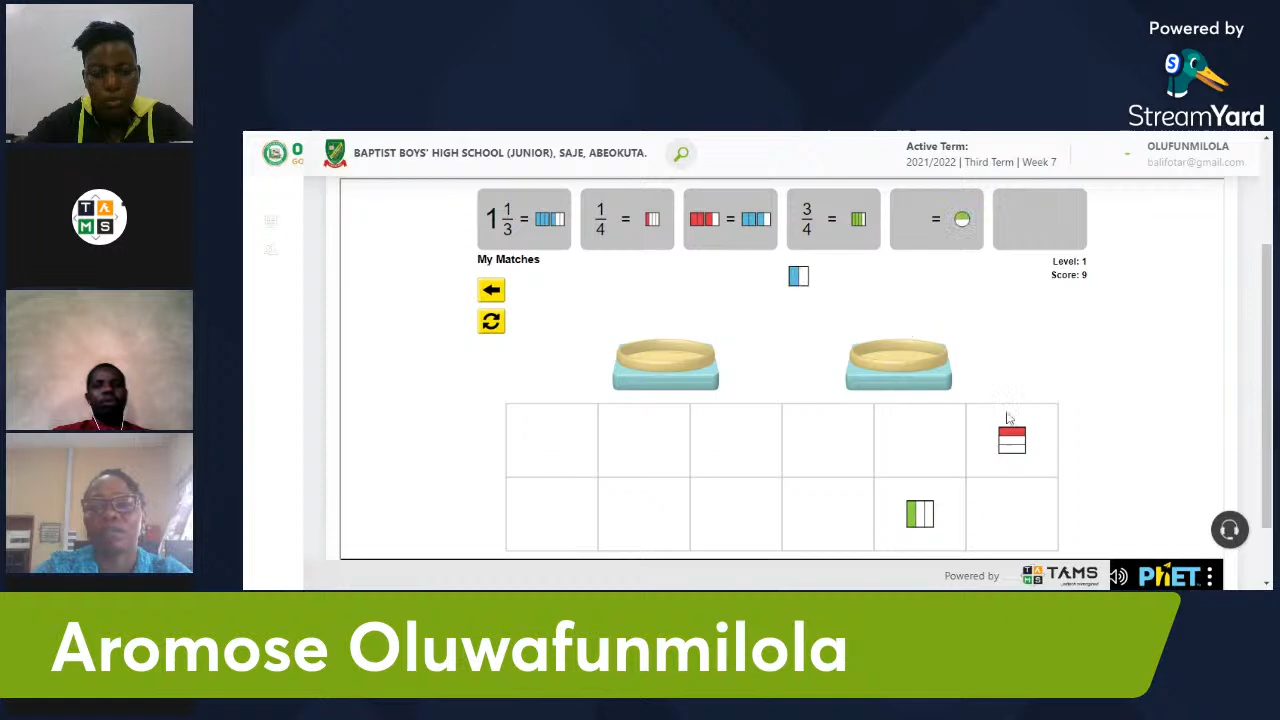 Powered by
StreamYard
0
GO
BAPTIST BOYS' HIGH SCHOOL (JUNIOR), SAJE, ABEOKUTA.
Active Term:
2021/2022 | Third Term | Week 7
OLUFUNMILOLA
balifotar@gmail.com
1 1/3 =
1/4 =
=
3/4 =
=
My Matches
Level: 1
Score: 9
TAMS
Powered by TAMS
PhET
Aromose Oluwafunmilola